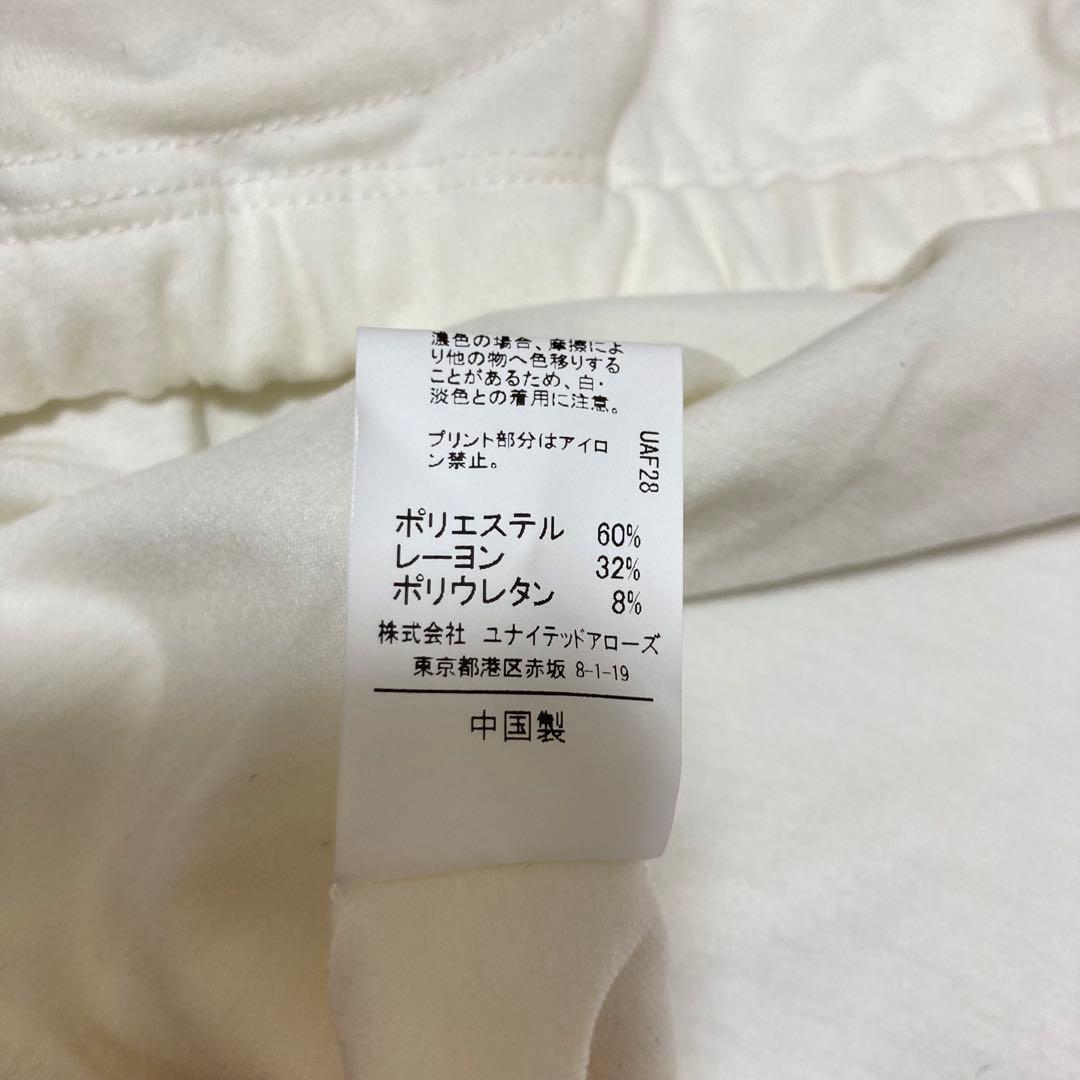 濃色の場合、摩擦によ
り他の物へ色移りする
ことがあるため、白・
淡色との着用に注意。
プリント部分はアイロ
ン禁止。
UAF28
ポリエステル 60%
レーヨン 32%
ポリウレタン 8%
株式会社 ユナイテッドアローズ
東京都港区赤坂 8-1-19
中国製